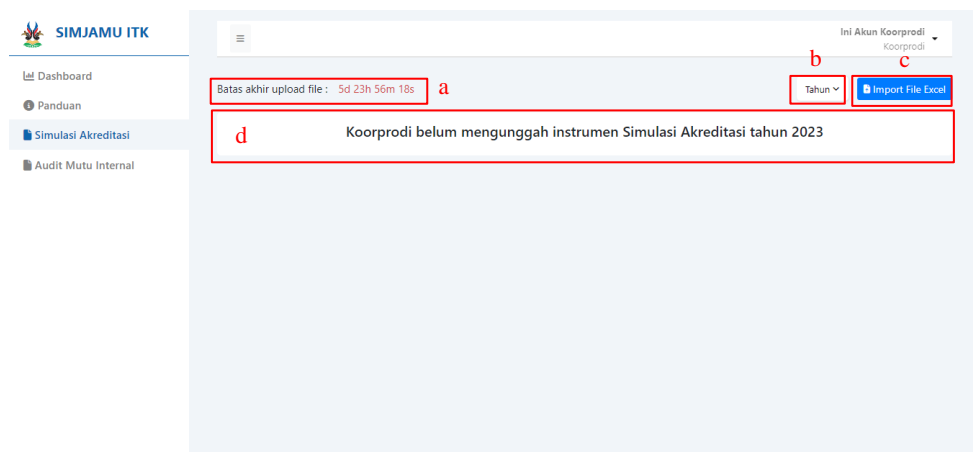 SIMJAMU ITK
Ini Akun Koorprodi
Koorprodi
b
c
Dashboard
Batas akhir upload file : 5d 23h 56m 18s
a
Tahun
Import File Excel
Panduan
Simulasi Akreditasi
d
Koorprodi belum mengunggah instrumen Simulasi Akreditasi tahun 2023
Audit Mutu Internal